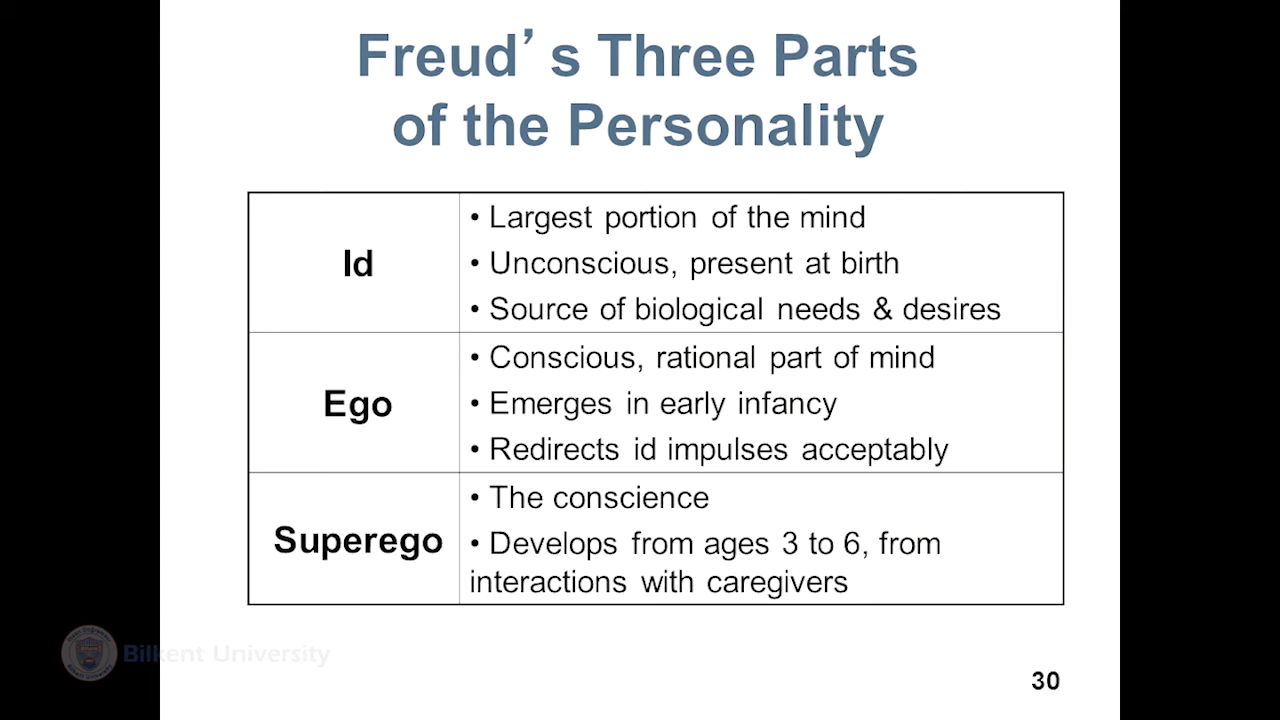 Freud’s Three Parts
of the Personality
Id
• Largest portion of the mind
• Unconscious, present at birth
• Source of biological needs & desires
Ego
• Conscious, rational part of mind
• Emerges in early infancy
• Redirects id impulses acceptably
Superego
• The conscience
• Develops from ages 3 to 6, from
interactions with caregivers
Bilkent University
30